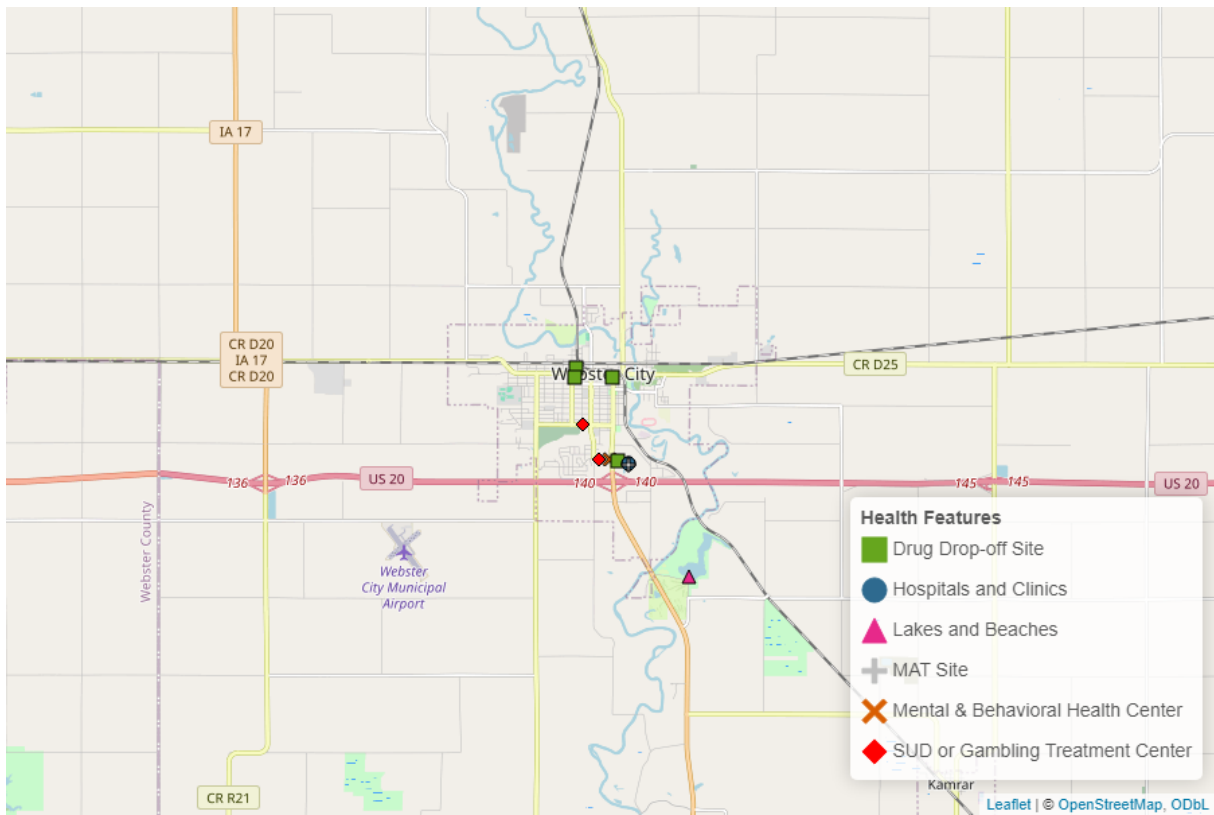 IA 17
CR D20
IA 17
CR D20
Webster City
CR D25
136
136
US 20
140
140
145
145
US 20
Webster County
Webster
City Municipal
Airport
Health Features
Drug Drop-off Site
Hospitals and Clinics
Lakes and Beaches
MAT Site
Mental & Behavioral Health Center
SUD or Gambling Treatment Center
Kamrar
CR R21
Leaflet | © OpenStreetMap, ODbL